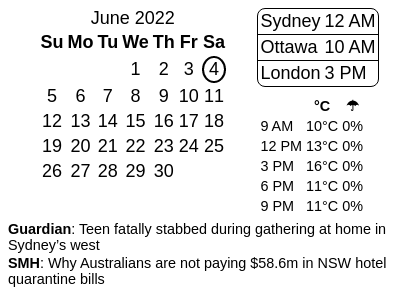 June 2022
Su Mo Tu We Th Fr Sa
1 2 3 4
5 6 7 8 9 10 11
12 13 14 15 16 17 18
19 20 21 22 23 24 25
26 27 28 29 30
Sydney 12 AM
Ottawa 10 AM
London 3 PM
°C ☂
9 AM 10°C 0%
12 PM 13°C 0%
3 PM 16°C 0%
6 PM 11°C 0%
9 PM 11°C 0%
Guardian: Teen fatally stabbed during gathering at home in
Sydney’s west
SMH: Why Australians are not paying $58.6m in NSW hotel
quarantine bills